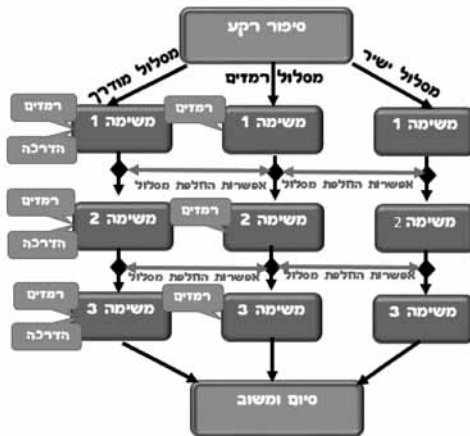 סיפור רקע
מסלול ישיר
מסלול רמזים
מסלול מודרך
משימה 1
משימה 1
רמזים
משימה 1
רמזים
הדרכה
אפשרות החלפת מסלול
אפשרות החלפת מסלול
משימה 2
משימה 2
רמזים
משימה 2
רמזים
הדרכה
אפשרות החלפת מסלול
אפשרות החלפת מסלול
משימה 3
משימה 3
רמזים
משימה 3
רמזים
הדרכה
סיום ומשוב